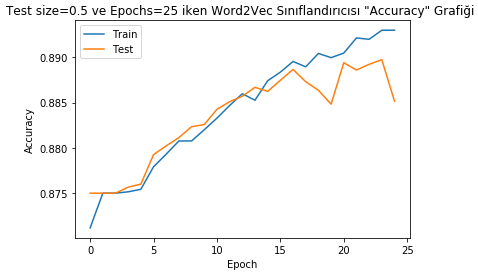 Test size=0.5 ve Epochs=25 iken Word2Vec Sınıflandırıcısı "Accuracy" Grafiği
Train
Test
0.890
0.885
0.880
0.875
Accuracy
0
5
10
15
20
25
Epoch